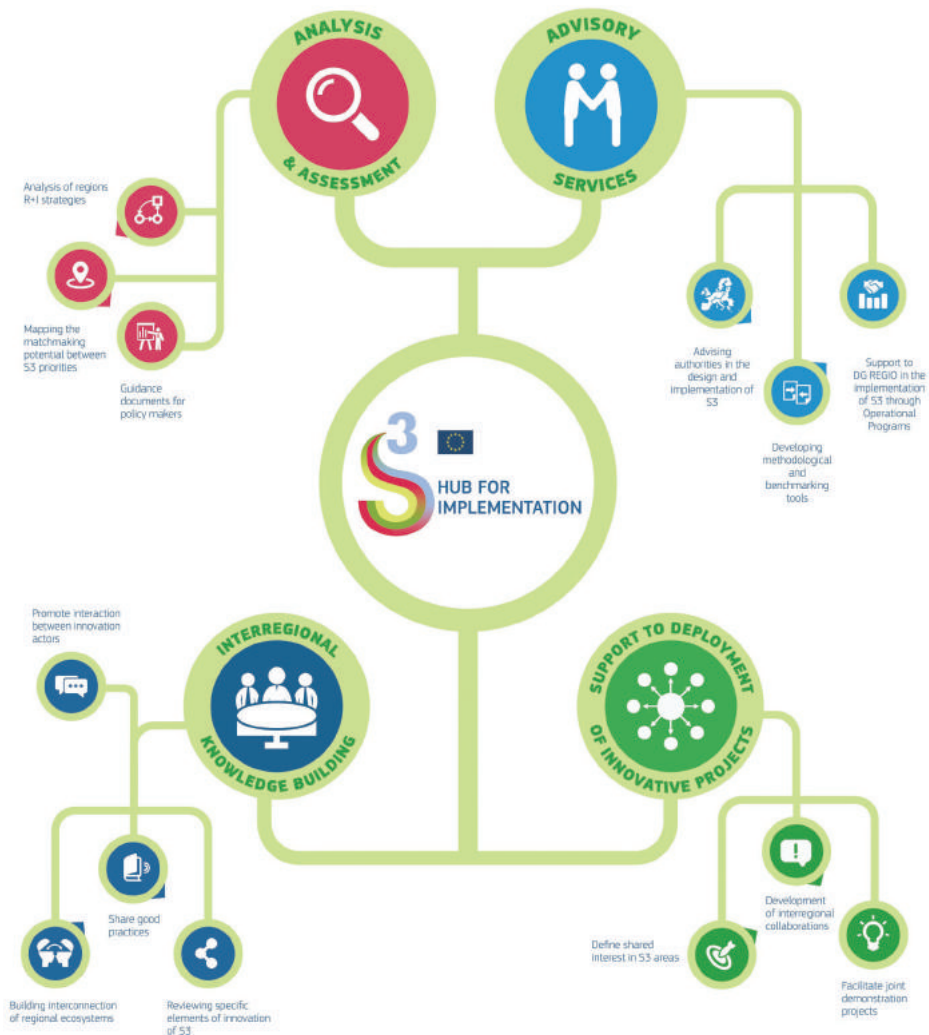 ANALYSIS
& ASSESSMENT
ADVISORY
SERVICES
Analysis of regions
R+I strategies
Mapping the
matchmaking
potential between
S3 priorities
Guidance
documents for
policy makers
Advising
authorities in the
design and
implementation of
S3
Developing
methodological
and
benchmarking
tools
Support to
DG REGIO in the
implementation
of S3 through
Operational
Programs
S3
HUB FOR
IMPLEMENTATION
INTERREGIONAL
KNOWLEDGE BUILDING
Promote interaction
between innovation
actors
Share good
practices
Building interconnection
of regional ecosystems
Reviewing specific
elements of innovation
of S3
SUPPORT TO DEPLOYMENT
OF INNOVATIVE PROJECTS
Define shared
interest in S3 areas
Development
of interregional
collaborations
Facilitate joint
demonstration
projects